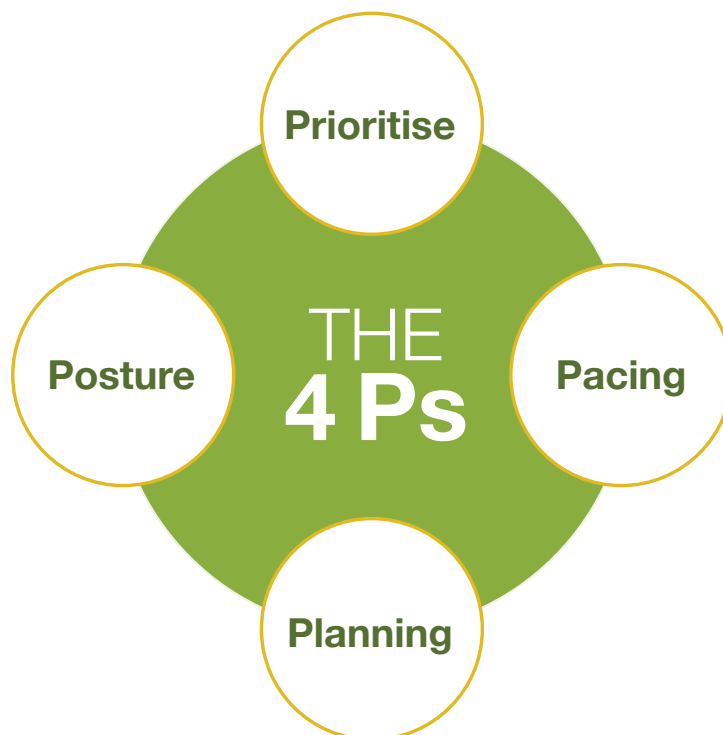 Prioritise
Posture
THE
4 Ps
Pacing
Planning